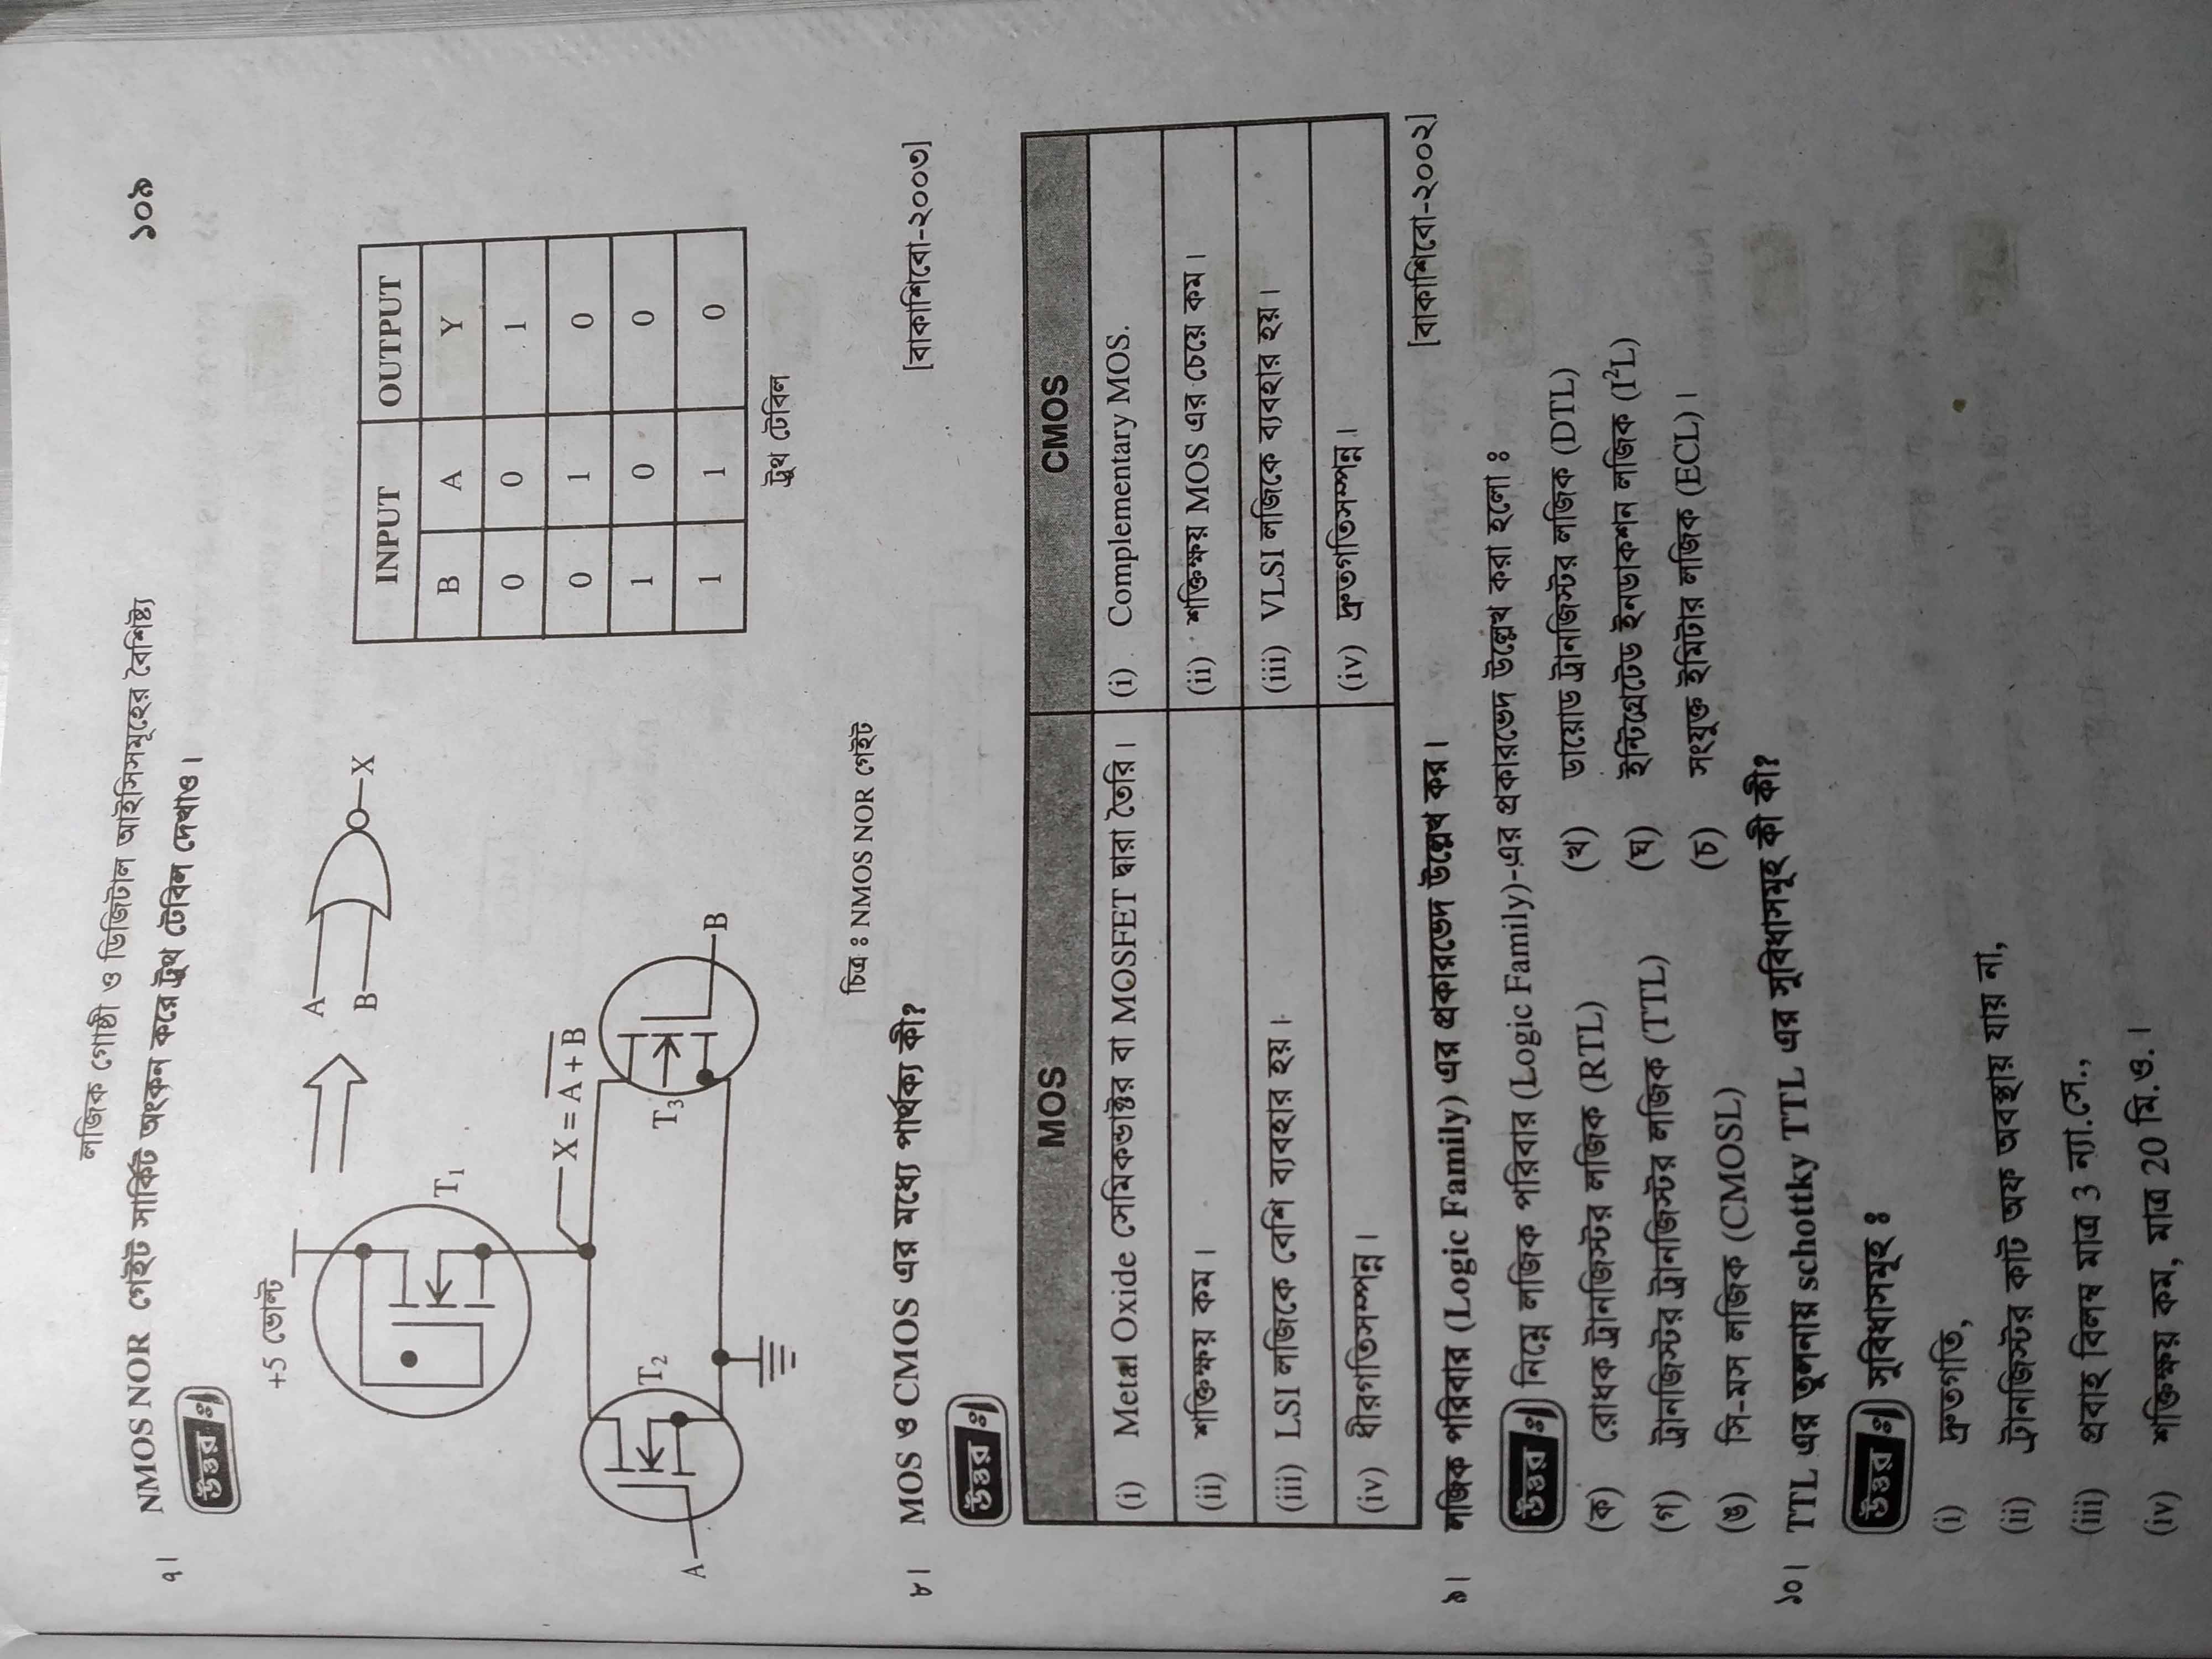 লজিক গোষ্ঠী ও ডিজিটাল আইসিসমূহের বৈশিষ্ট্য
১০৯
৭। NMOS NOR গেইট সার্কিট অংকন করে ট্রুথ টেবিল দেখাও।
উত্তর ঃ
+5 ভোল্ট
A
B
X
T1
X = A + B
T2
T3
A
B
INPUT OUTPUT
B A Y
0 0 1
0 1 0
1 0 0
1 1 0
ট্রুথ টেবিল
চিত্র ঃ NMOS NOR গেইট
৮। MOS ও CMOS এর মধ্যে পার্থক্য কী? [বাকাশিবো-২০০৩]
উত্তর ঃ
MOS CMOS
(i) Metal Oxide সেমিকন্ডাক্টর বা MOSFET দ্বারা তৈরি। (i) Complementary MOS.
(ii) শক্তিক্ষয় কম। (ii) শক্তিক্ষয় MOS এর চেয়ে কম।
(iii) LSI লজিকে বেশি ব্যবহার হয়। (iii) VLSI লজিকে ব্যবহার হয়।
(iv) ধীরগতিসম্পন্ন। (iv) দ্রুতগতিসম্পন্ন।
৯। লজিক পরিবার (Logic Family) এর প্রকারভেদ উল্লেখ কর। [বাকাশিবো-২০০২]
উত্তর ঃ নিম্নে লজিক পরিবার (Logic Family)-এর প্রকারভেদ উল্লেখ করা হলো ঃ
(ক) রোধক ট্রানজিস্টর লজিক (RTL) (খ) ডায়োড ট্রানজিস্টর লজিক (DTL)
(গ) ট্রানজিস্টর ট্রানজিস্টর লজিক (TTL) (ঘ) ইন্টিগ্রেটেড ইনডাকশন লজিক (I²L)
(ঙ) সি-মস লজিক (CMOSL) (চ) সংযুক্ত ইমিটার লজিক (ECL)।
১০। TTL এর তুলনায় schottky TTL এর সুবিধাসমূহ কী কী?
উত্তর ঃ সুবিধাসমূহ ঃ
(i) দ্রুতগতি,
(ii) ট্রানজিস্টর কাট অফ অবস্থায় যায় না,
(iii) প্রবাহ বিলম্ব মাত্র 3 ন্যা.সে.,
(iv) শক্তিক্ষয় কম, মাত্র 20 মি.ও.।